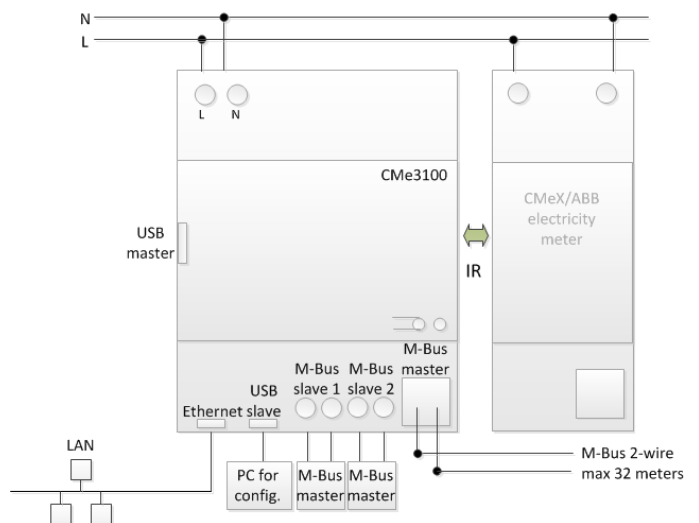 N
L
L N
CMe3100
CMeX/ABB
electricity
meter
USB
master
IR
M-Bus
master
M-Bus M-Bus
slave 1 slave 2
USB
Ethernet slave
LAN
PC for
config.
M-Bus
master
M-Bus
master
M-Bus 2-wire
max 32 meters